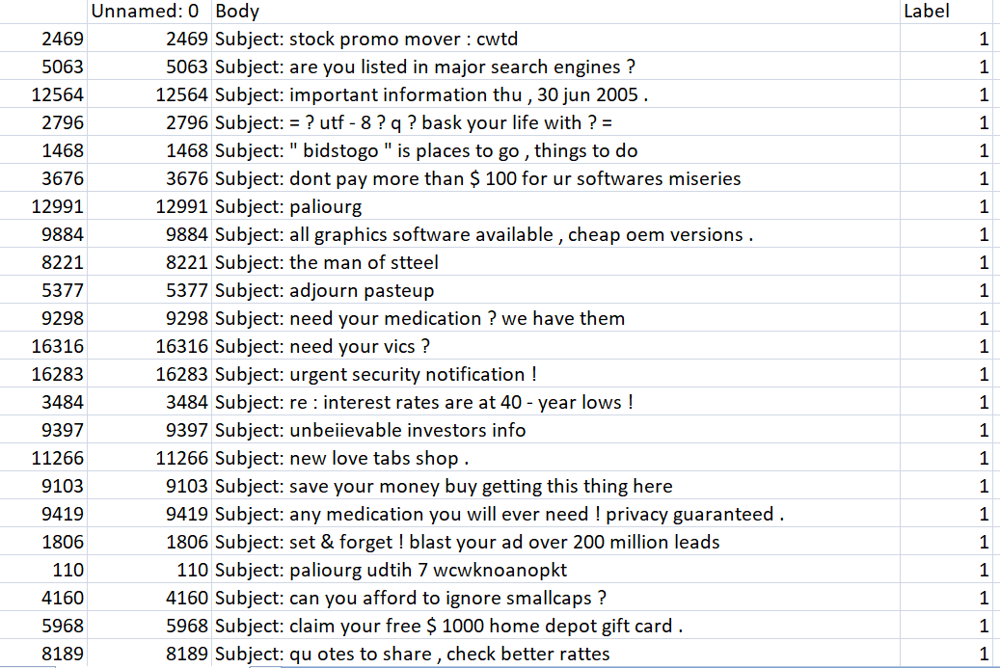 Unnamed: 0 Body Label
2469 2469 Subject: stock promo mover : cwtd 1
5063 5063 Subject: are you listed in major search engines ? 1
12564 12564 Subject: important information thu , 30 jun 2005 . 1
2796 2796 Subject: = ? utf - 8 ? q ? bask your life with ? = 1
1468 1468 Subject: " bidstogo " is places to go , things to do 1
3676 3676 Subject: dont pay more than $ 100 for ur softwares miseries 1
12991 12991 Subject: paliourg 1
9884 9884 Subject: all graphics software available , cheap oem versions . 1
8221 8221 Subject: the man of stteel 1
5377 5377 Subject: adjourn pasteup 1
9298 9298 Subject: need your medication ? we have them 1
16316 16316 Subject: need your vics ? 1
16283 16283 Subject: urgent security notification ! 1
3484 3484 Subject: re : interest rates are at 40 - year lows ! 1
9397 9397 Subject: unbeiievable investors info 1
11266 11266 Subject: new love tabs shop . 1
9103 9103 Subject: save your money buy getting this thing here 1
9419 9419 Subject: any medication you will ever need ! privacy guaranteed . 1
1806 1806 Subject: set & forget ! blast your ad over 200 million leads 1
110 110 Subject: paliourg udtih 7 wcwknoanopkt 1
4160 4160 Subject: can you afford to ignore smallcaps ? 1
5968 5968 Subject: claim your free $ 1000 home depot gift card . 1
8189 8189 Subject: qu otes to share , check better rattes 1